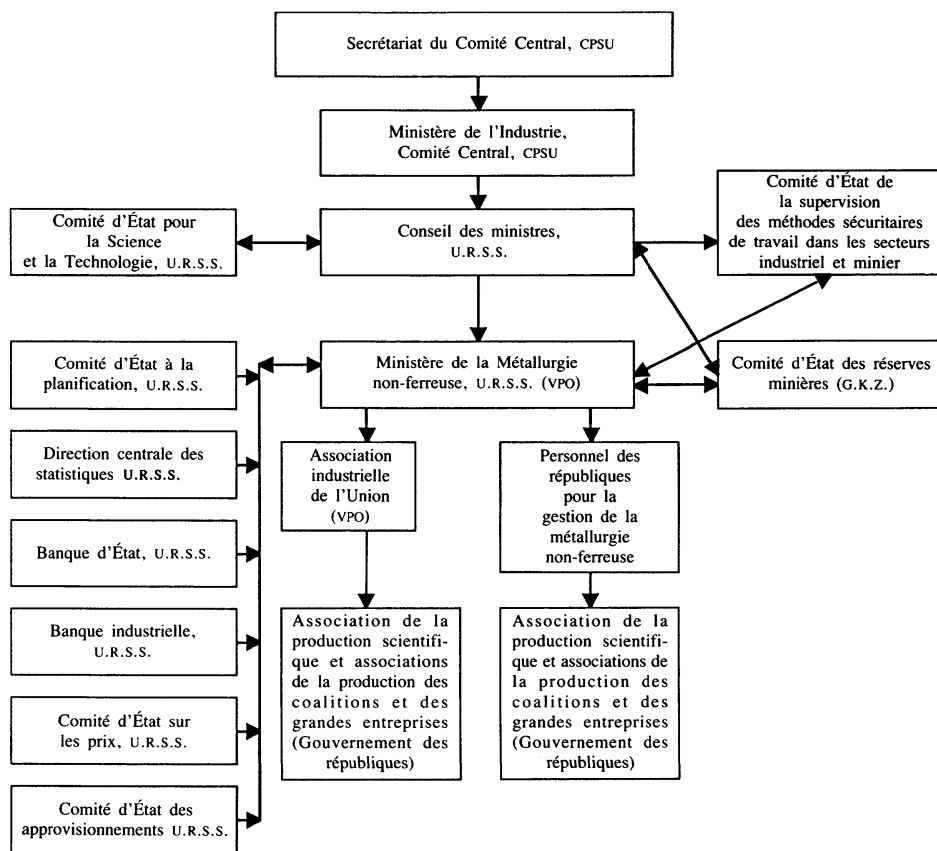 Secrétariat du Comité Central, CPSU
Ministère de l'Industrie,
Comité Central, CPSU
Comité d'État pour
la Science
et la Technologie, U.R.S.S.
Conseil des ministres,
U.R.S.S.
Comité d'État de
la supervision
des méthodes sécuritaires
de travail dans les secteurs
industriel et minier
Comité d'État à la
planification, U.R.S.S.
Ministère de la Métallurgie
non-ferreuse, U.R.S.S. (VPO)
Comité d'État des réserves
minières (G.K.Z.)
Direction centrale des
statistiques U.R.S.S.
Association
industrielle
de l'Union
(VPO)
Personnel des
républiques
pour la
gestion de la
métallurgie
non-ferreuse
Banque d'État, U.R.S.S.
Banque industrielle,
U.R.S.S.
Association de la
production scientifi-
que et associations
de la production des
coalitions et des
grandes entreprises
(Gouvernement des
républiques)
Association de la
production scientifi-
que et associations de
la production des
coalitions et des
grandes entreprises
(Gouvernement des
républiques)
Comité d'État sur
les prix, U.R.S.S.
Comité d'État des
approvisionnements U.R.S.S.